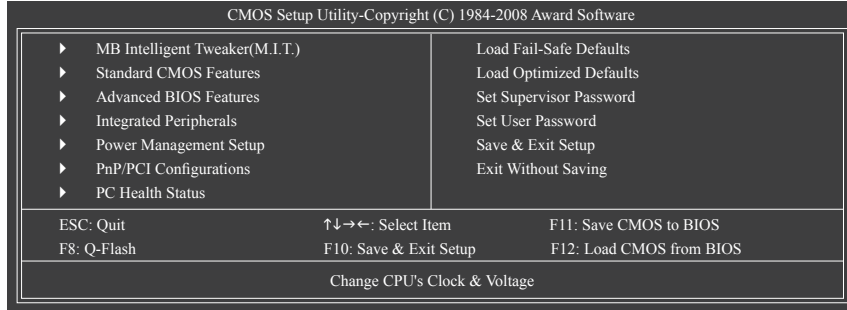 CMOS Setup Utility-Copyright (C) 1984-2008 Award Software
MB Intelligent Tweaker(M.I.T.)
Standard CMOS Features
Advanced BIOS Features
Integrated Peripherals
Power Management Setup
PnP/PCI Configurations
PC Health Status
Load Fail-Safe Defaults
Load Optimized Defaults
Set Supervisor Password
Set User Password
Save & Exit Setup
Exit Without Saving
ESC: Quit ↑↓→←: Select Item F11: Save CMOS to BIOS
F8: Q-Flash F10: Save & Exit Setup F12: Load CMOS from BIOS
Change CPU's Clock & Voltage